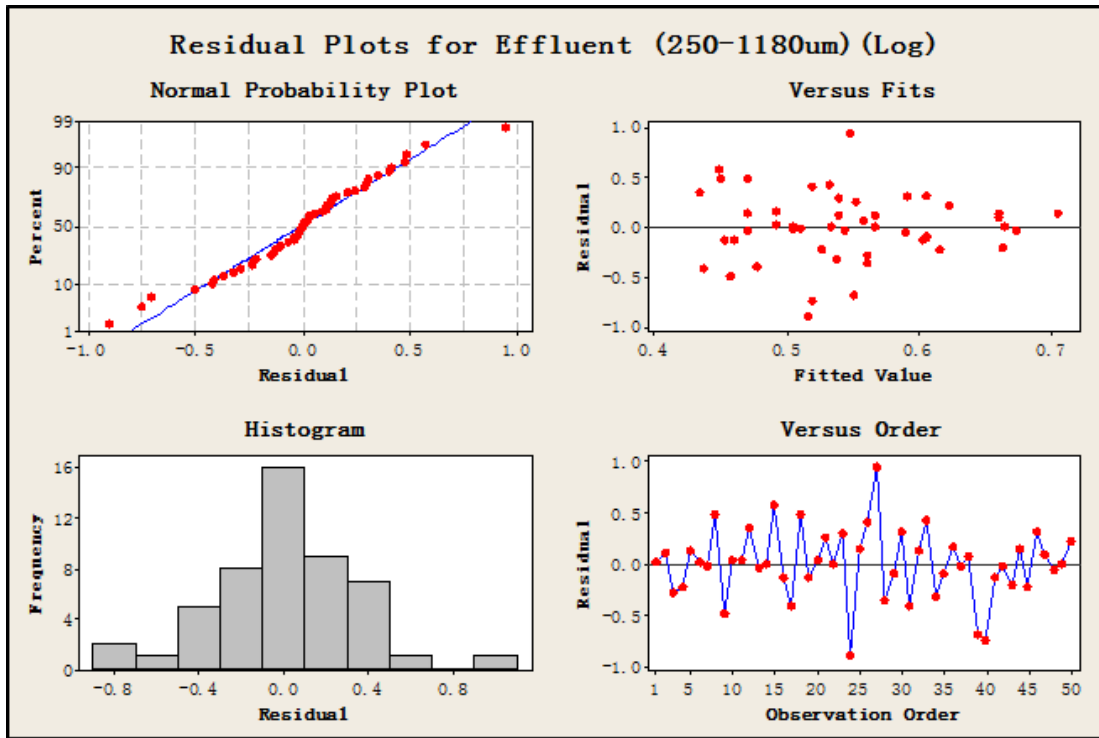 Residual Plots for Effluent (250-1180um)(Log)
Normal Probability Plot
99
90
50
10
1
Percent
-1.0 -0.5 0.0 0.5 1.0
Residual
Versus Fits
1.0
0.5
0.0
-0.5
-1.0
Residual
0.4 0.5 0.6 0.7
Fitted Value
Histogram
16
12
8
4
0
Frequency
-0.8 -0.4 0.0 0.4 0.8
Residual
Versus Order
1.0
0.5
0.0
-0.5
-1.0
Residual
1 5 10 15 20 25 30 35 40 45 50
Observation Order